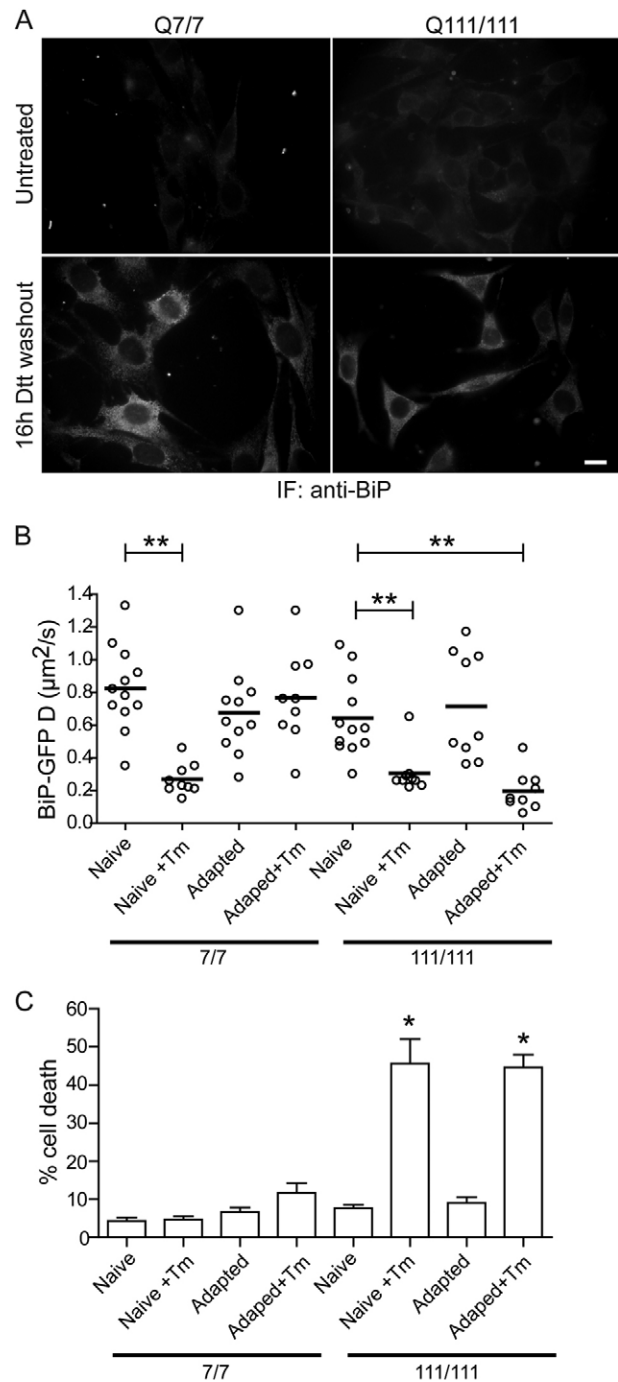 A
Q7/7 Q111/111
Untreated
16h Dtt washout
IF: anti-BiP
B
BiP-GFP D (µm²/s)
1.4
1.2
0.8
0.6
0.4
0.2
0.0
** ** **
Naive
Naive +Tm
Adapted
Adaped+Tm
Naive
Naive +Tm
Adapted
Adaped+Tm
7/7 111/111
C
% cell death
60
50
40
30
20
10
0
* *
Naive
Naive +Tm
Adapted
Adaped+Tm
Naive
Naive +Tm
Adapted
Adaped+Tm
7/7 111/111